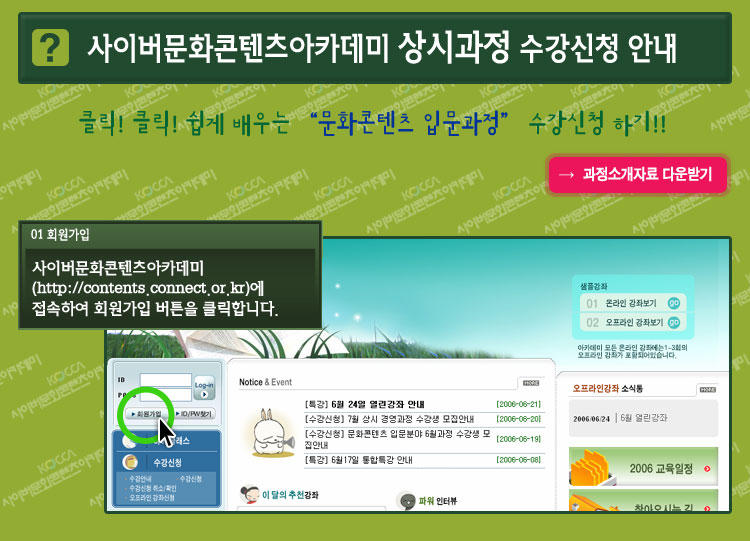 ? 사이버문화콘텐츠아카데미 상시과정 수강신청 안내
클릭! 클릭! 쉽게 배우는 “문화콘텐츠 입문과정” 수강신청 하기!!
→ 과정소개자료 다운받기
01 회원가입
사이버문화콘텐츠아카데미
(http://contents.connect.or.kr)에
접속하여 회원가입 버튼을 클릭합니다.
샘플강좌
01 온라인 강좌보기 go
02 오프라인 강좌보기 go
아카데미 모든 온라인 강좌에는1~3회의
오프라인 강좌가 포함되어있습니다.
ID
Log-in
회원가입 ID/PW찾기
수강신청
수강안내 수강신청
수강신청 취소/확인
오프라인 강좌신청
Notice & Event MORE
[특강] 6월 24일 열린강좌 안내 [2006-06-21]
[수강신청] 7월 상시 경영과정 수강생 모집안내 [2006-06-20]
[수강신청] 문화콘텐츠 입문분야 6월과정 수강생 모
집안내 [2006-06-19]
[특강] 6월17일 통합특강 안내 [2006-06-08]
이 달의 추천강좌
파워 인터뷰
오프라인강좌 소식통 MORE
2006/06/24 | 6월 열린강좌
2006 교육일정
찾아오시는 길
KOCCA 사이버문화콘텐츠아카데미